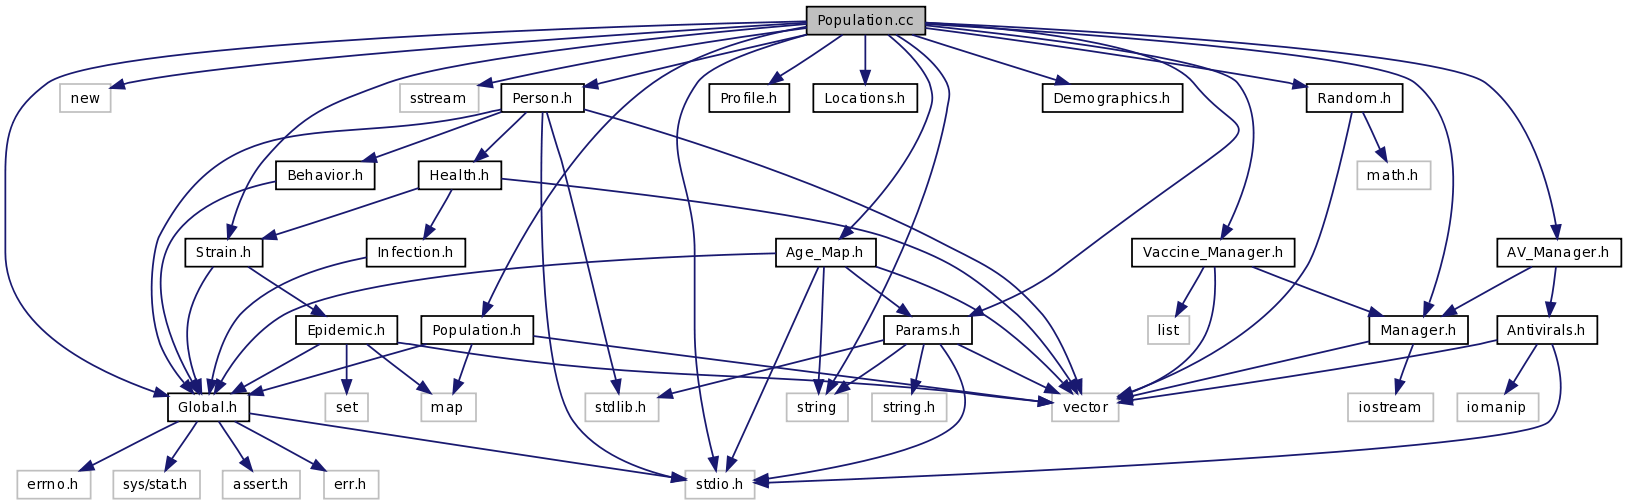 Population.cc
new
sstream
Person.h
Profile.h
Locations.h
Demographics.h
Random.h
Behavior.h
Health.h
math.h
Strain.h
Infection.h
Age_Map.h
Vaccine_Manager.h
AV_Manager.h
Epidemic.h
Population.h
Params.h
list
Manager.h
Antivirals.h
Global.h
set
map
stdlib.h
string
string.h
vector
iostream
iomanip
errno.h
sys/stat.h
assert.h
err.h
stdio.h